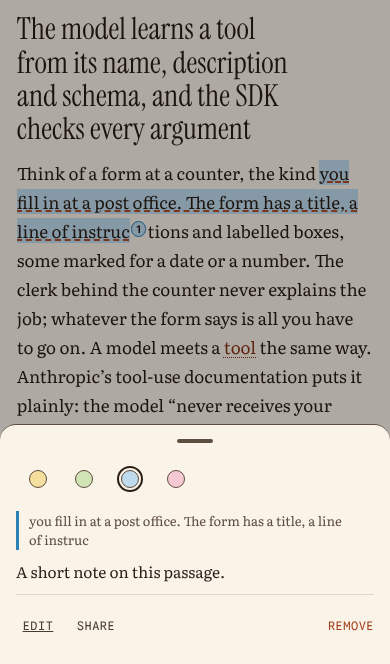 The model learns a tool
from its name, description
and schema, and the SDK
checks every argument
Think of a form at a counter, the kind you
fill in at a post office. The form has a title, a
line of instruc①tions and labelled boxes,
some marked for a date or a number. The
clerk behind the counter never explains the
job; whatever the form says is all you have
to go on. A model meets a tool the same way.
Anthropic’s tool-use documentation puts it
plainly: the model “never receives your
you fill in at a post office. The form has a title, a line
of instruc
A short note on this passage.
EDIT SHARE REMOVE